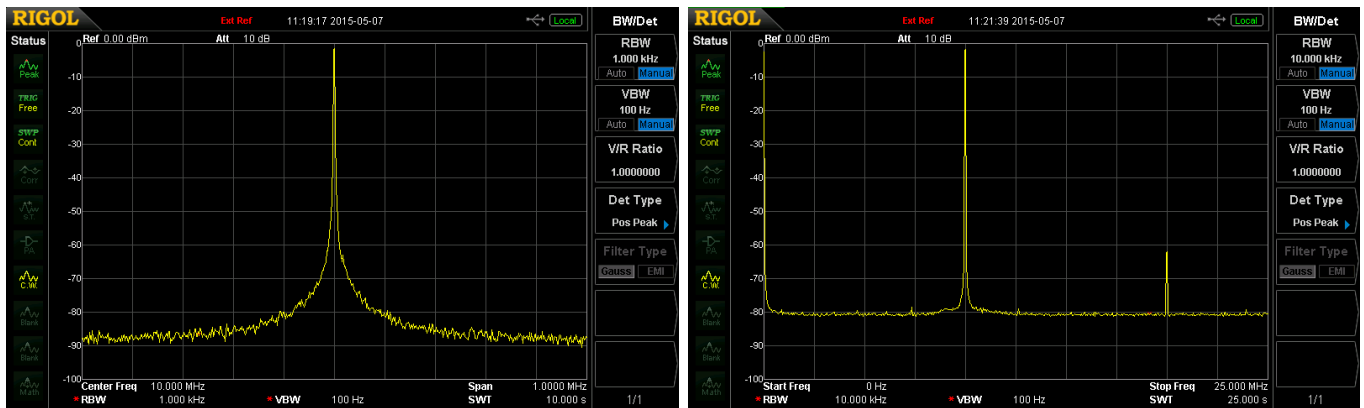 RIGOL
Ext Ref 11:19:17 2015-05-07 Local
BW/Det
Status
Ref 0.00 dBm Att 10 dB
RBW
1.000 kHz
Auto Manual
VBW
100 Hz
Auto Manual
V/R Ratio
1.0000000
Det Type
Pos Peak
Filter Type
Gauss EMI
1/1
Peak
TRIG
Free
SWP
Cont
Corr
S.T.
PA
C.W.
Blank
Blank
Math
0
-10
-20
-30
-40
-50
-60
-70
-80
-90
-100
Center Freq 10.000 MHz Span 1.0000 MHz
*RBW 1.000 kHz *VBW 100 Hz SWT 10.000 s
RIGOL
Ext Ref 11:21:39 2015-05-07 Local
BW/Det
Status
Ref 0.00 dBm Att 10 dB
RBW
10.000 kHz
Auto Manual
VBW
100 Hz
Auto Manual
V/R Ratio
1.0000000
Det Type
Pos Peak
Filter Type
Gauss EMI
1/1
Peak
TRIG
Free
SWP
Cont
Corr
S.T.
PA
C.W.
Blank
Blank
Math
0
-10
-20
-30
-40
-50
-60
-70
-80
-90
-100
Start Freq 0 Hz Stop Freq 25.000 MHz
*RBW 10.000 kHz *VBW 100 Hz SWT 25.000 s